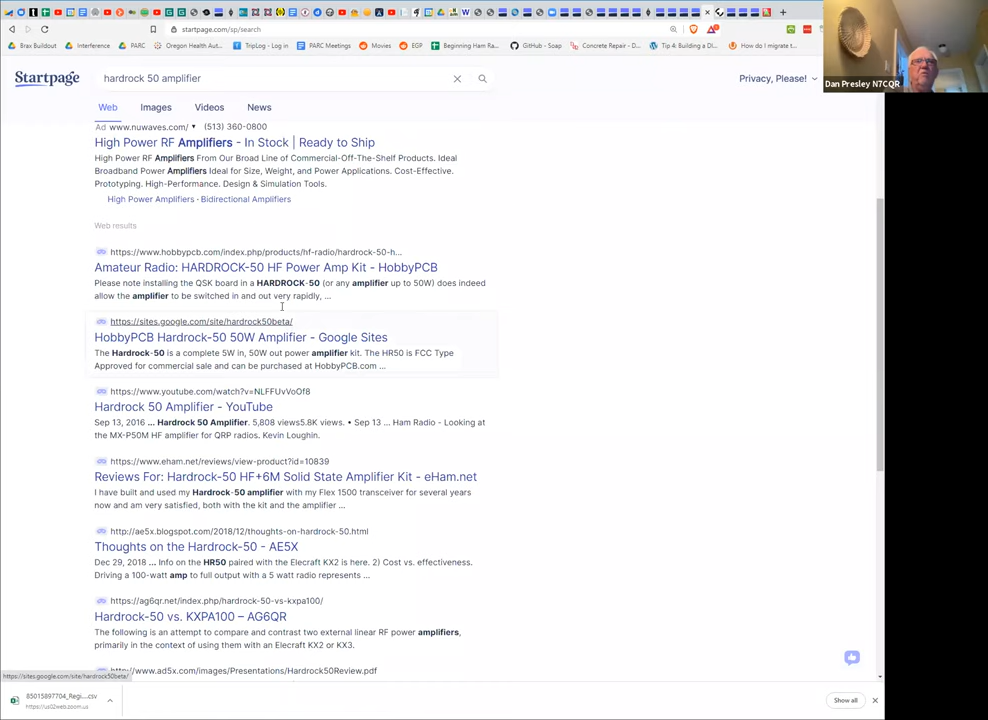 startpage.com/sp/search
Brax Buildout
Interference
PARC
Oregon Health Aut...
TripLog - Log in
PARC Meetings
Movies
EGP
Beginning Ham Ra...
GitHub - Soap
Concrete Repair - D...
Tip 4: Building a Di...
How do I migrate t...
Dan Presley N7CQR
Startpage
hardrock 50 amplifier
Privacy, Please!
Web
Images
Videos
News
Ad www.nuwaves.com/ (513) 360-0800
High Power RF Amplifiers - In Stock | Ready to Ship
High Power RF Amplifiers From Our Broad Line of Commercial-Off-The-Shelf Products. Ideal
Broadband Power Amplifiers Ideal for Size, Weight, and Power Applications. Cost-Effective.
Prototyping. High-Performance. Design & Simulation Tools.
High Power Amplifiers · Bidirectional Amplifiers
Web results
https://www.hobbypcb.com/index.php/products/hf-radio/hardrock-50-h...
Amateur Radio: HARDROCK-50 HF Power Amp Kit - HobbyPCB
Please note installing the QSK board in a HARDROCK-50 (or any amplifier up to 50W) does indeed
allow the amplifier to be switched in and out very rapidly, ...
https://sites.google.com/site/hardrock50beta/
HobbyPCB Hardrock-50 50W Amplifier - Google Sites
The Hardrock-50 is a complete 5W in, 50W out power amplifier kit. The HR50 is FCC Type
Approved for commercial sale and can be purchased at HobbyPCB.com ...
https://www.youtube.com/watch?v=NLFFUvVoOf8
Hardrock 50 Amplifier - YouTube
Sep 13, 2016 ... Hardrock 50 Amplifier. 5,808 views5.8K views. • Sep 13 ... Ham Radio - Looking at
the MX-P50M HF amplifier for QRP radios. Kevin Loughin.
https://www.eham.net/reviews/view-product?id=10839
Reviews For: Hardrock-50 HF+6M Solid State Amplifier Kit - eHam.net
I have built and used my Hardrock-50 amplifier with my Flex 1500 transceiver for several years
now and am very satisfied, both with the kit and the amplifier ...
http://ae5x.blogspot.com/2018/12/thoughts-on-hardrock-50.html
Thoughts on the Hardrock-50 - AE5X
Dec 29, 2018 ... Info on the HR50 paired with the Elecraft KX2 is here. 2) Cost vs. effectiveness.
Driving a 100-watt amp to full output with a 5 watt radio represents ...
https://ag6qr.net/index.php/hardrock-50-vs-kxpa100/
Hardrock-50 vs. KXPA100 – AG6QR
The following is an attempt to compare and contrast two external linear RF power amplifiers,
primarily in the context of using them with an Elecraft KX2 or KX3.
http://www.ad5x.com/images/Presentations/Hardrock50Review.pdf
https://sites.google.com/site/hardrock50beta/
85015897704_Regi....csv
https://us02web.zoom.us
Show all